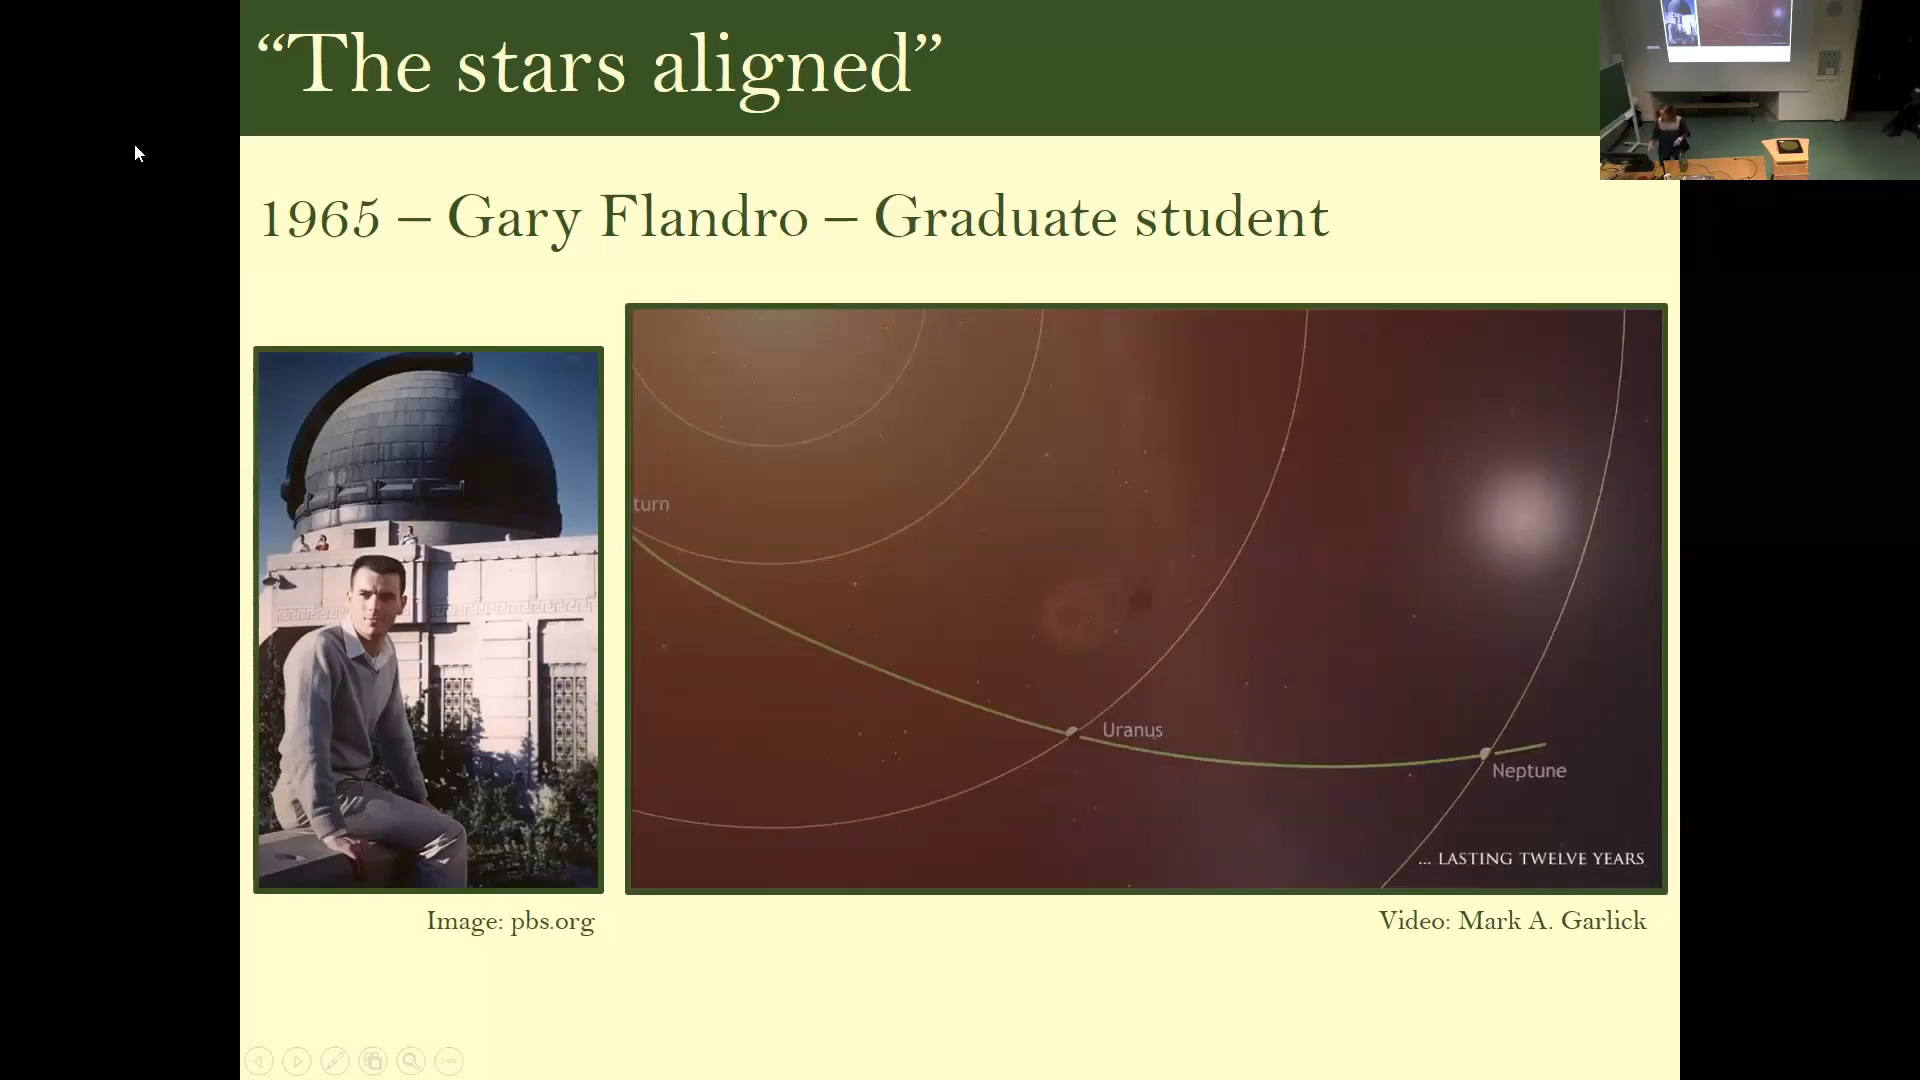 “The stars aligned”
1965 – Gary Flandro – Graduate student
turn
Uranus
Neptune
... LASTING TWELVE YEARS
Image: pbs.org
Video: Mark A. Garlick